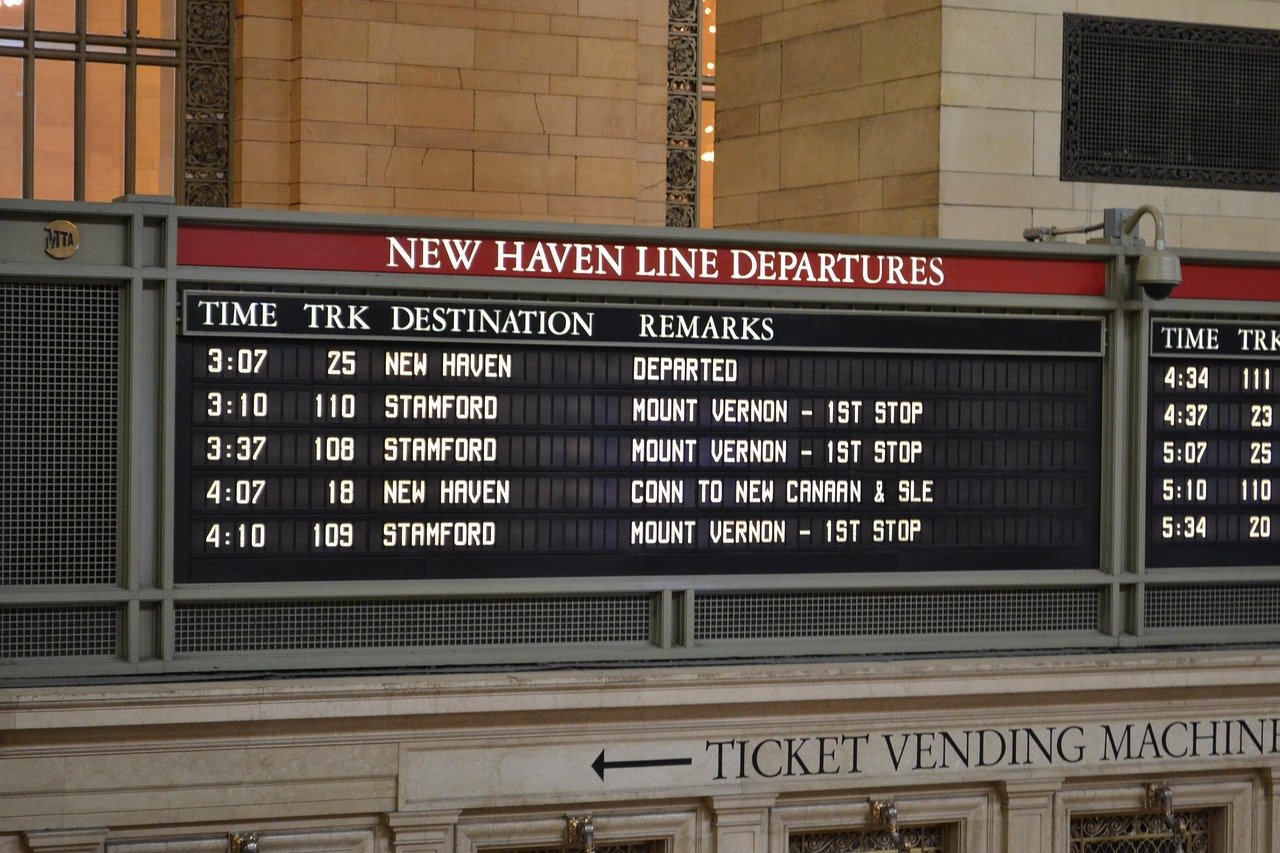 MTA
NEW HAVEN LINE DEPARTURES
TIME TRK DESTINATION REMARKS
3:07 25 NEW HAVEN DEPARTED
3:10 110 STAMFORD MOUNT VERNON - 1ST STOP
3:37 108 STAMFORD MOUNT VERNON - 1ST STOP
4:07 18 NEW HAVEN CONN TO NEW CANAAN & SLE
4:10 109 STAMFORD MOUNT VERNON - 1ST STOP
TIME TRK
4:34 111
4:37 23
5:07 25
5:10 110
5:34 20
← TICKET VENDING MACHINE